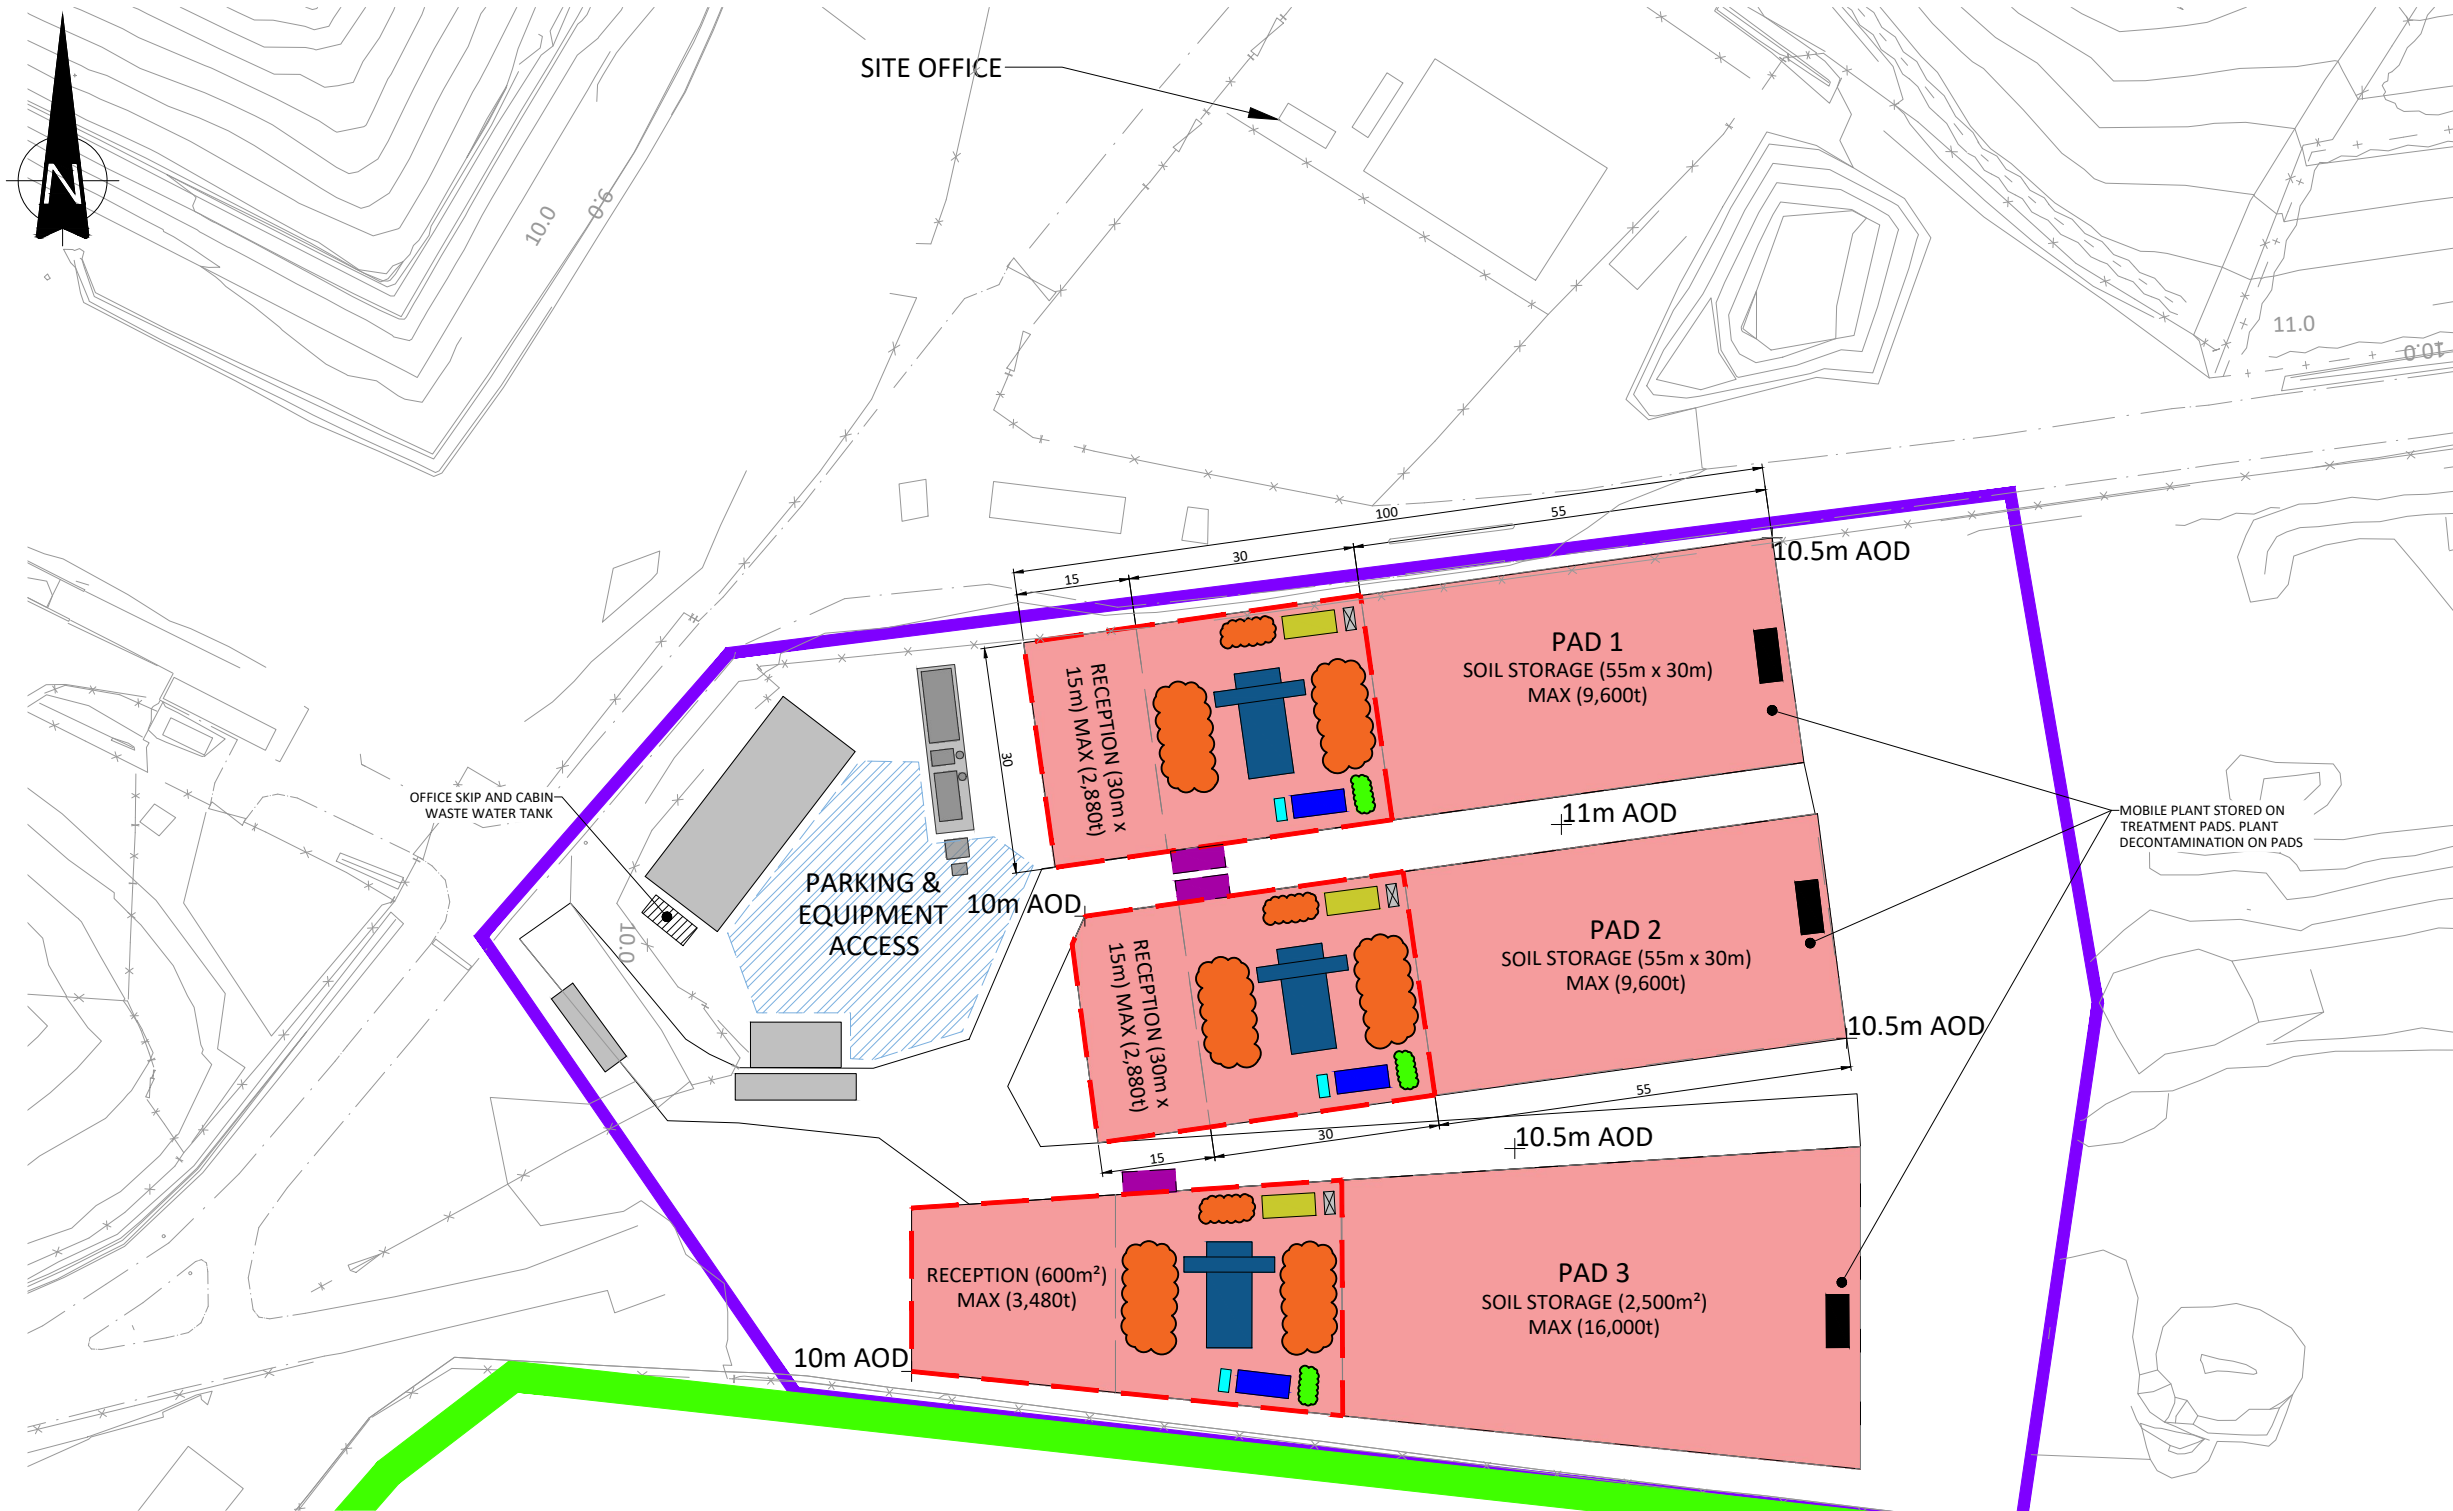 SITE OFFICE
N
10.0
9.0
11.0
10.0
100
55
30
15
10.5m AOD
PAD 1
SOIL STORAGE (55m x 30m)
MAX (9,600t)
RECEPTION (30m x
15m) MAX (2,880t)
30
OFFICE SKIP AND CABIN
WASTE WATER TANK
11m AOD
MOBILE PLANT STORED ON
TREATMENT PADS. PLANT
DECONTAMINATION ON PADS
PARKING &
EQUIPMENT
ACCESS
10m AOD
10.0
PAD 2
SOIL STORAGE (55m x 30m)
MAX (9,600t)
RECEPTION (30m x
15m) MAX (2,880t)
10.5m AOD
55
30
15
10.5m AOD
RECEPTION (600m²)
MAX (3,480t)
PAD 3
SOIL STORAGE (2,500m²)
MAX (16,000t)
10m AOD